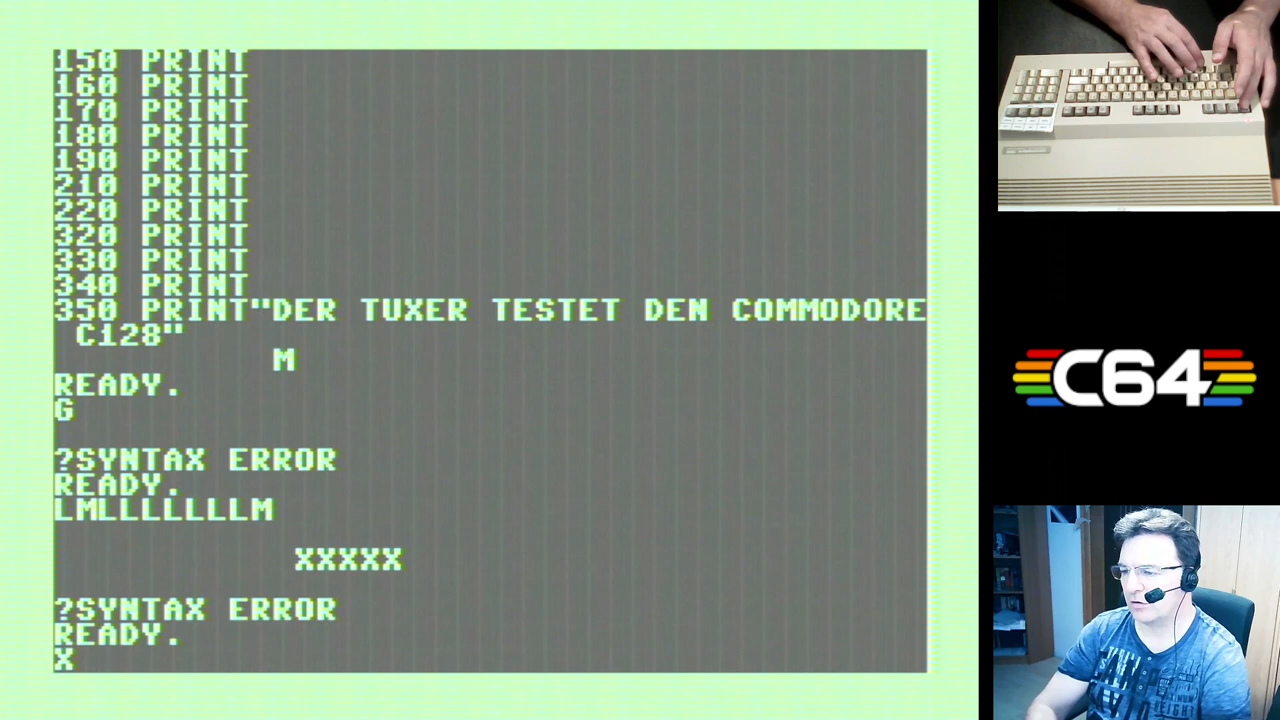 150 PRINT
160 PRINT
170 PRINT
180 PRINT
190 PRINT
210 PRINT
220 PRINT
320 PRINT
330 PRINT
340 PRINT
350 PRINT"DER TUXER TESTET DEN COMMODORE
C128"
M
READY.
G
?SYNTAX ERROR
READY.
LMLLLLLLLM
XXXXX
?SYNTAX ERROR
READY.
X
C64